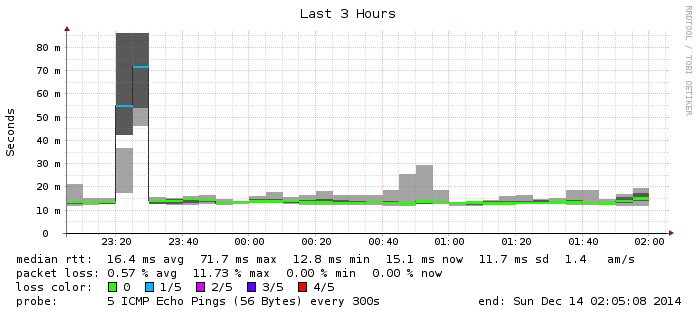 Last 3 Hours
RRDTOOL / TOBI OETIKER
Seconds
80 m
70 m
60 m
50 m
40 m
30 m
20 m
10 m
0
23:20 23:40 00:00 00:20 00:40 01:00 01:20 01:40 02:00
median rtt: 16.4 ms avg 71.7 ms max 12.8 ms min 15.1 ms now 11.7 ms sd 1.4 am/s
packet loss: 0.57 % avg 11.73 % max 0.00 % min 0.00 % now
loss color: 0 1/5 2/5 3/5 4/5
probe: 5 ICMP Echo Pings (56 Bytes) every 300s end: Sun Dec 14 02:05:08 2014